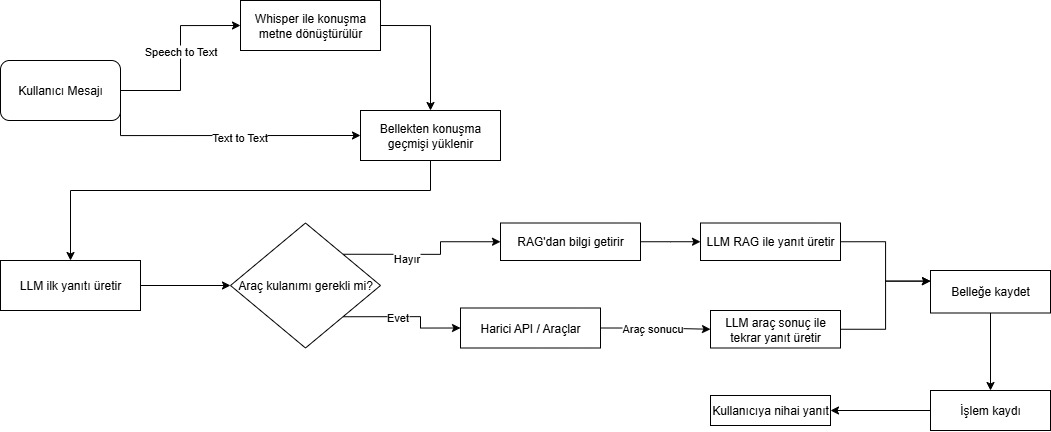 Whisper ile konuşma
metne dönüştürülür
Speech to Text
Kullanıcı Mesajı
Text to Text
Bellekten konuşma
geçmişi yüklenir
LLM ilk yanıtı üretir
Araç kulanımı gerekli mi?
Hayır
RAG'dan bilgi getirir
LLM RAG ile yanıt üretir
Evet
Harici API / Araçlar
Araç sonucu
LLM araç sonuç ile
tekrar yanıt üretir
Belleğe kaydet
İşlem kaydı
Kullanıcıya nihai yanıt